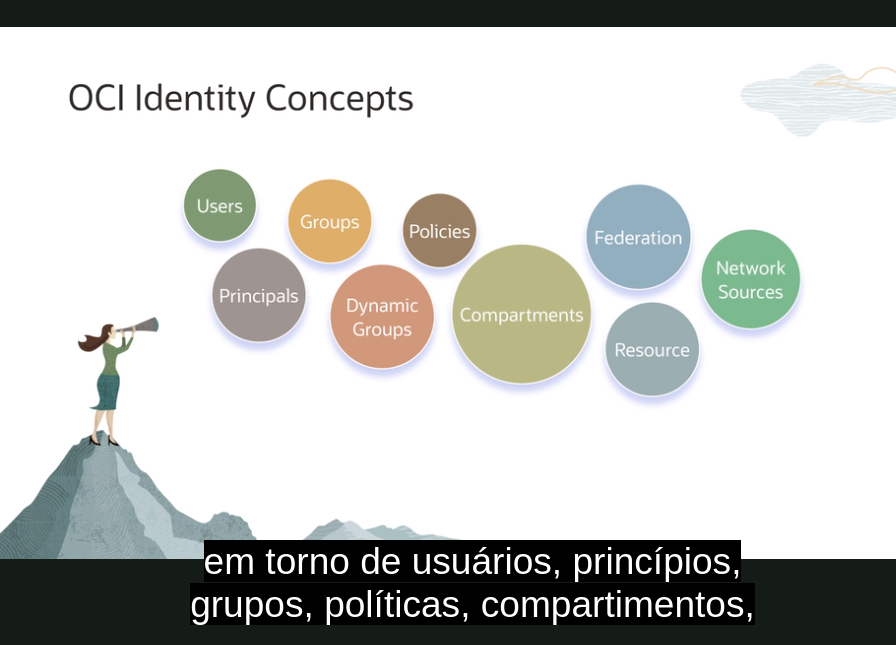 OCI Identity Concepts
Users
Groups
Policies
Federation
Network
Sources
Principals
Dynamic
Groups
Compartments
Resource
em torno de usuários, princípios,
grupos, políticas, compartimentos,